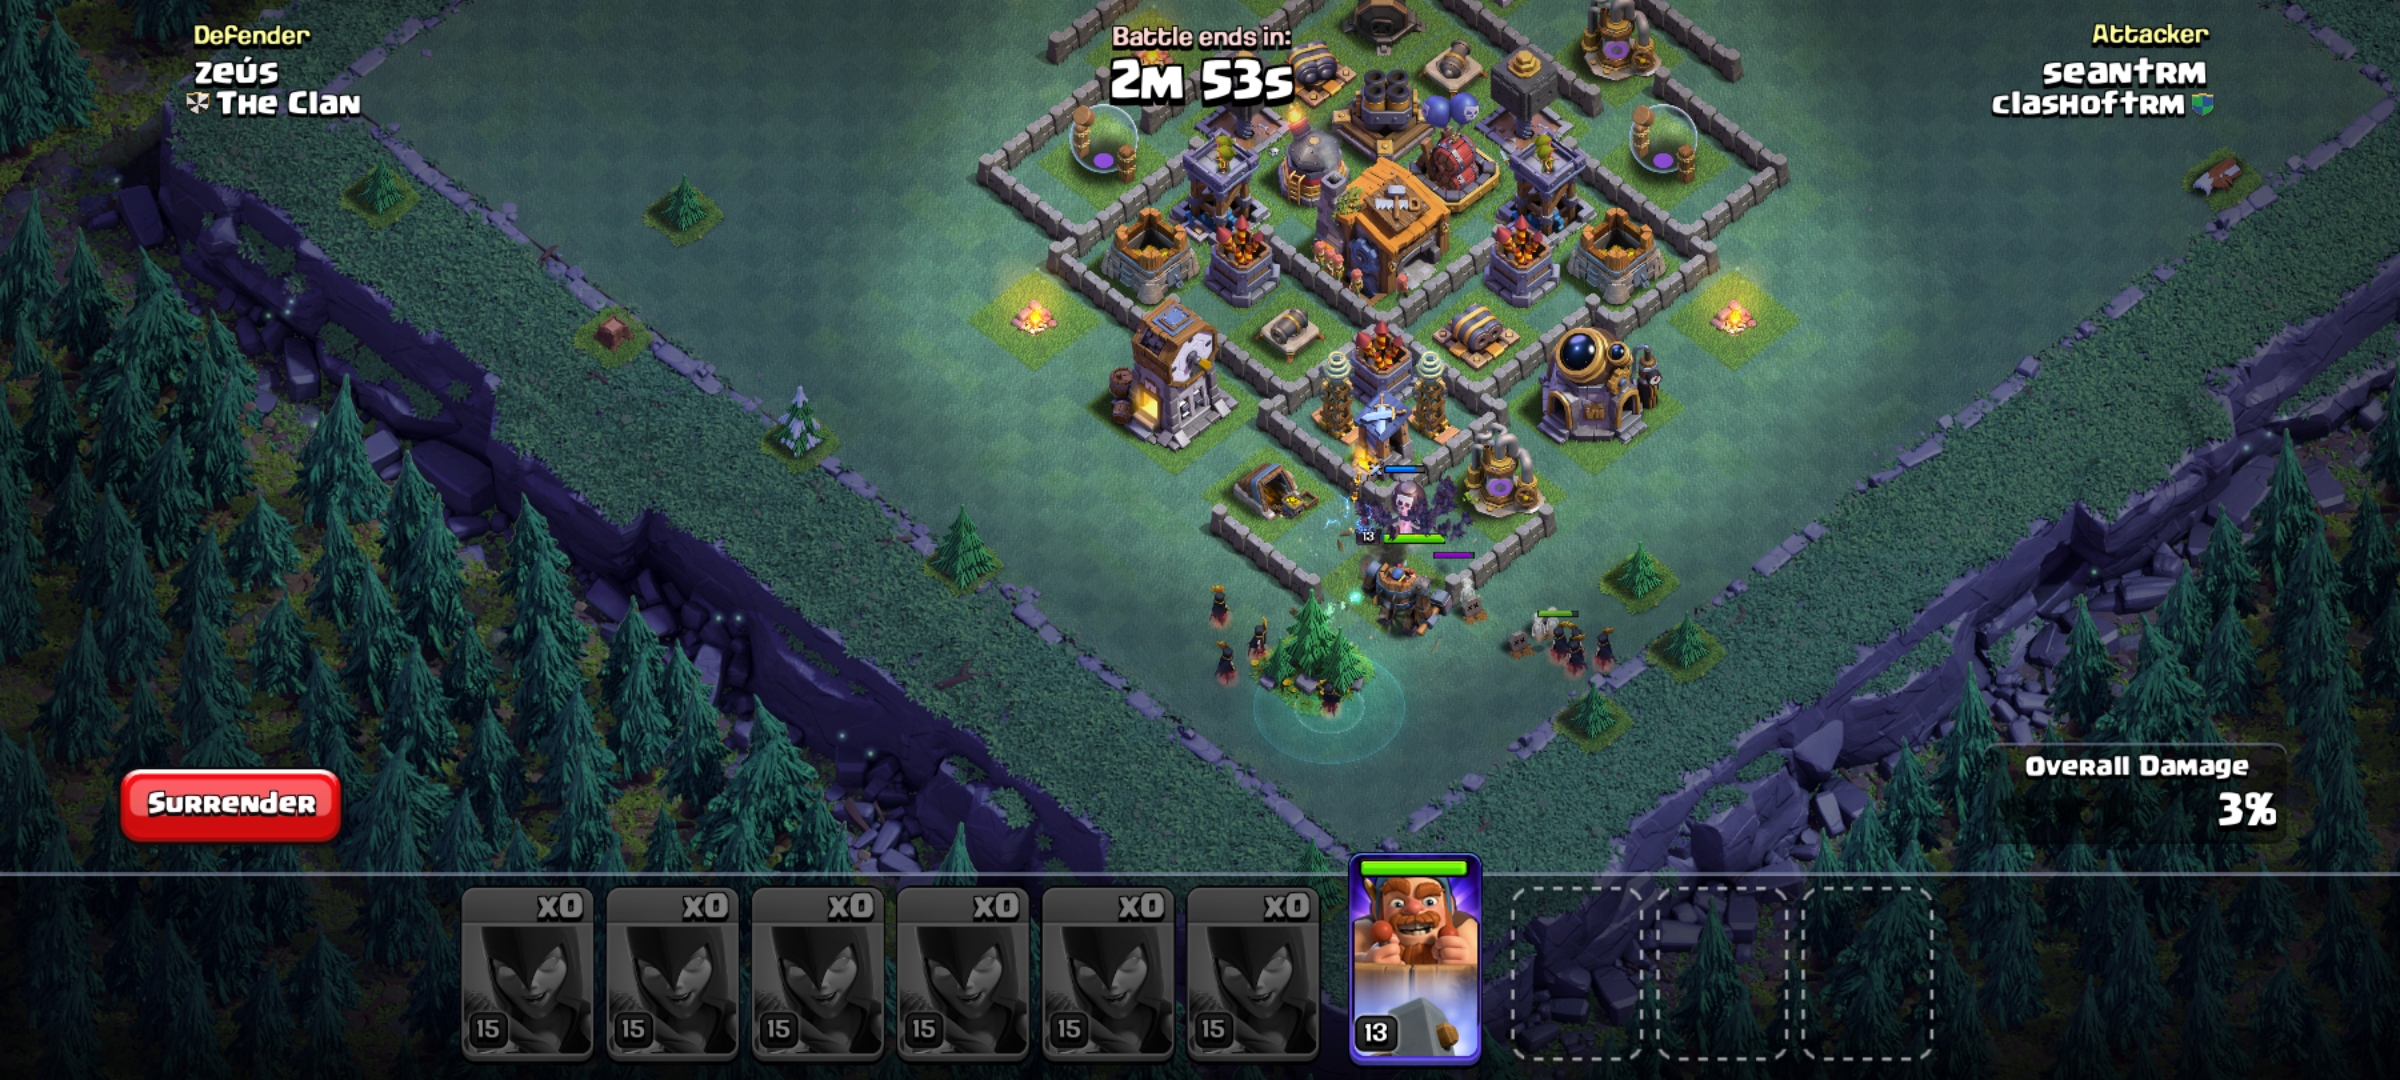 Defender
zeús
The Clan
Battle ends in:
2M 53s
Attacker
seantrm
clashoftrm
13
Surrender
Overall Damage
3%
x0 x0 x0 x0 x0 x0
15 15 15 15 15 15 13